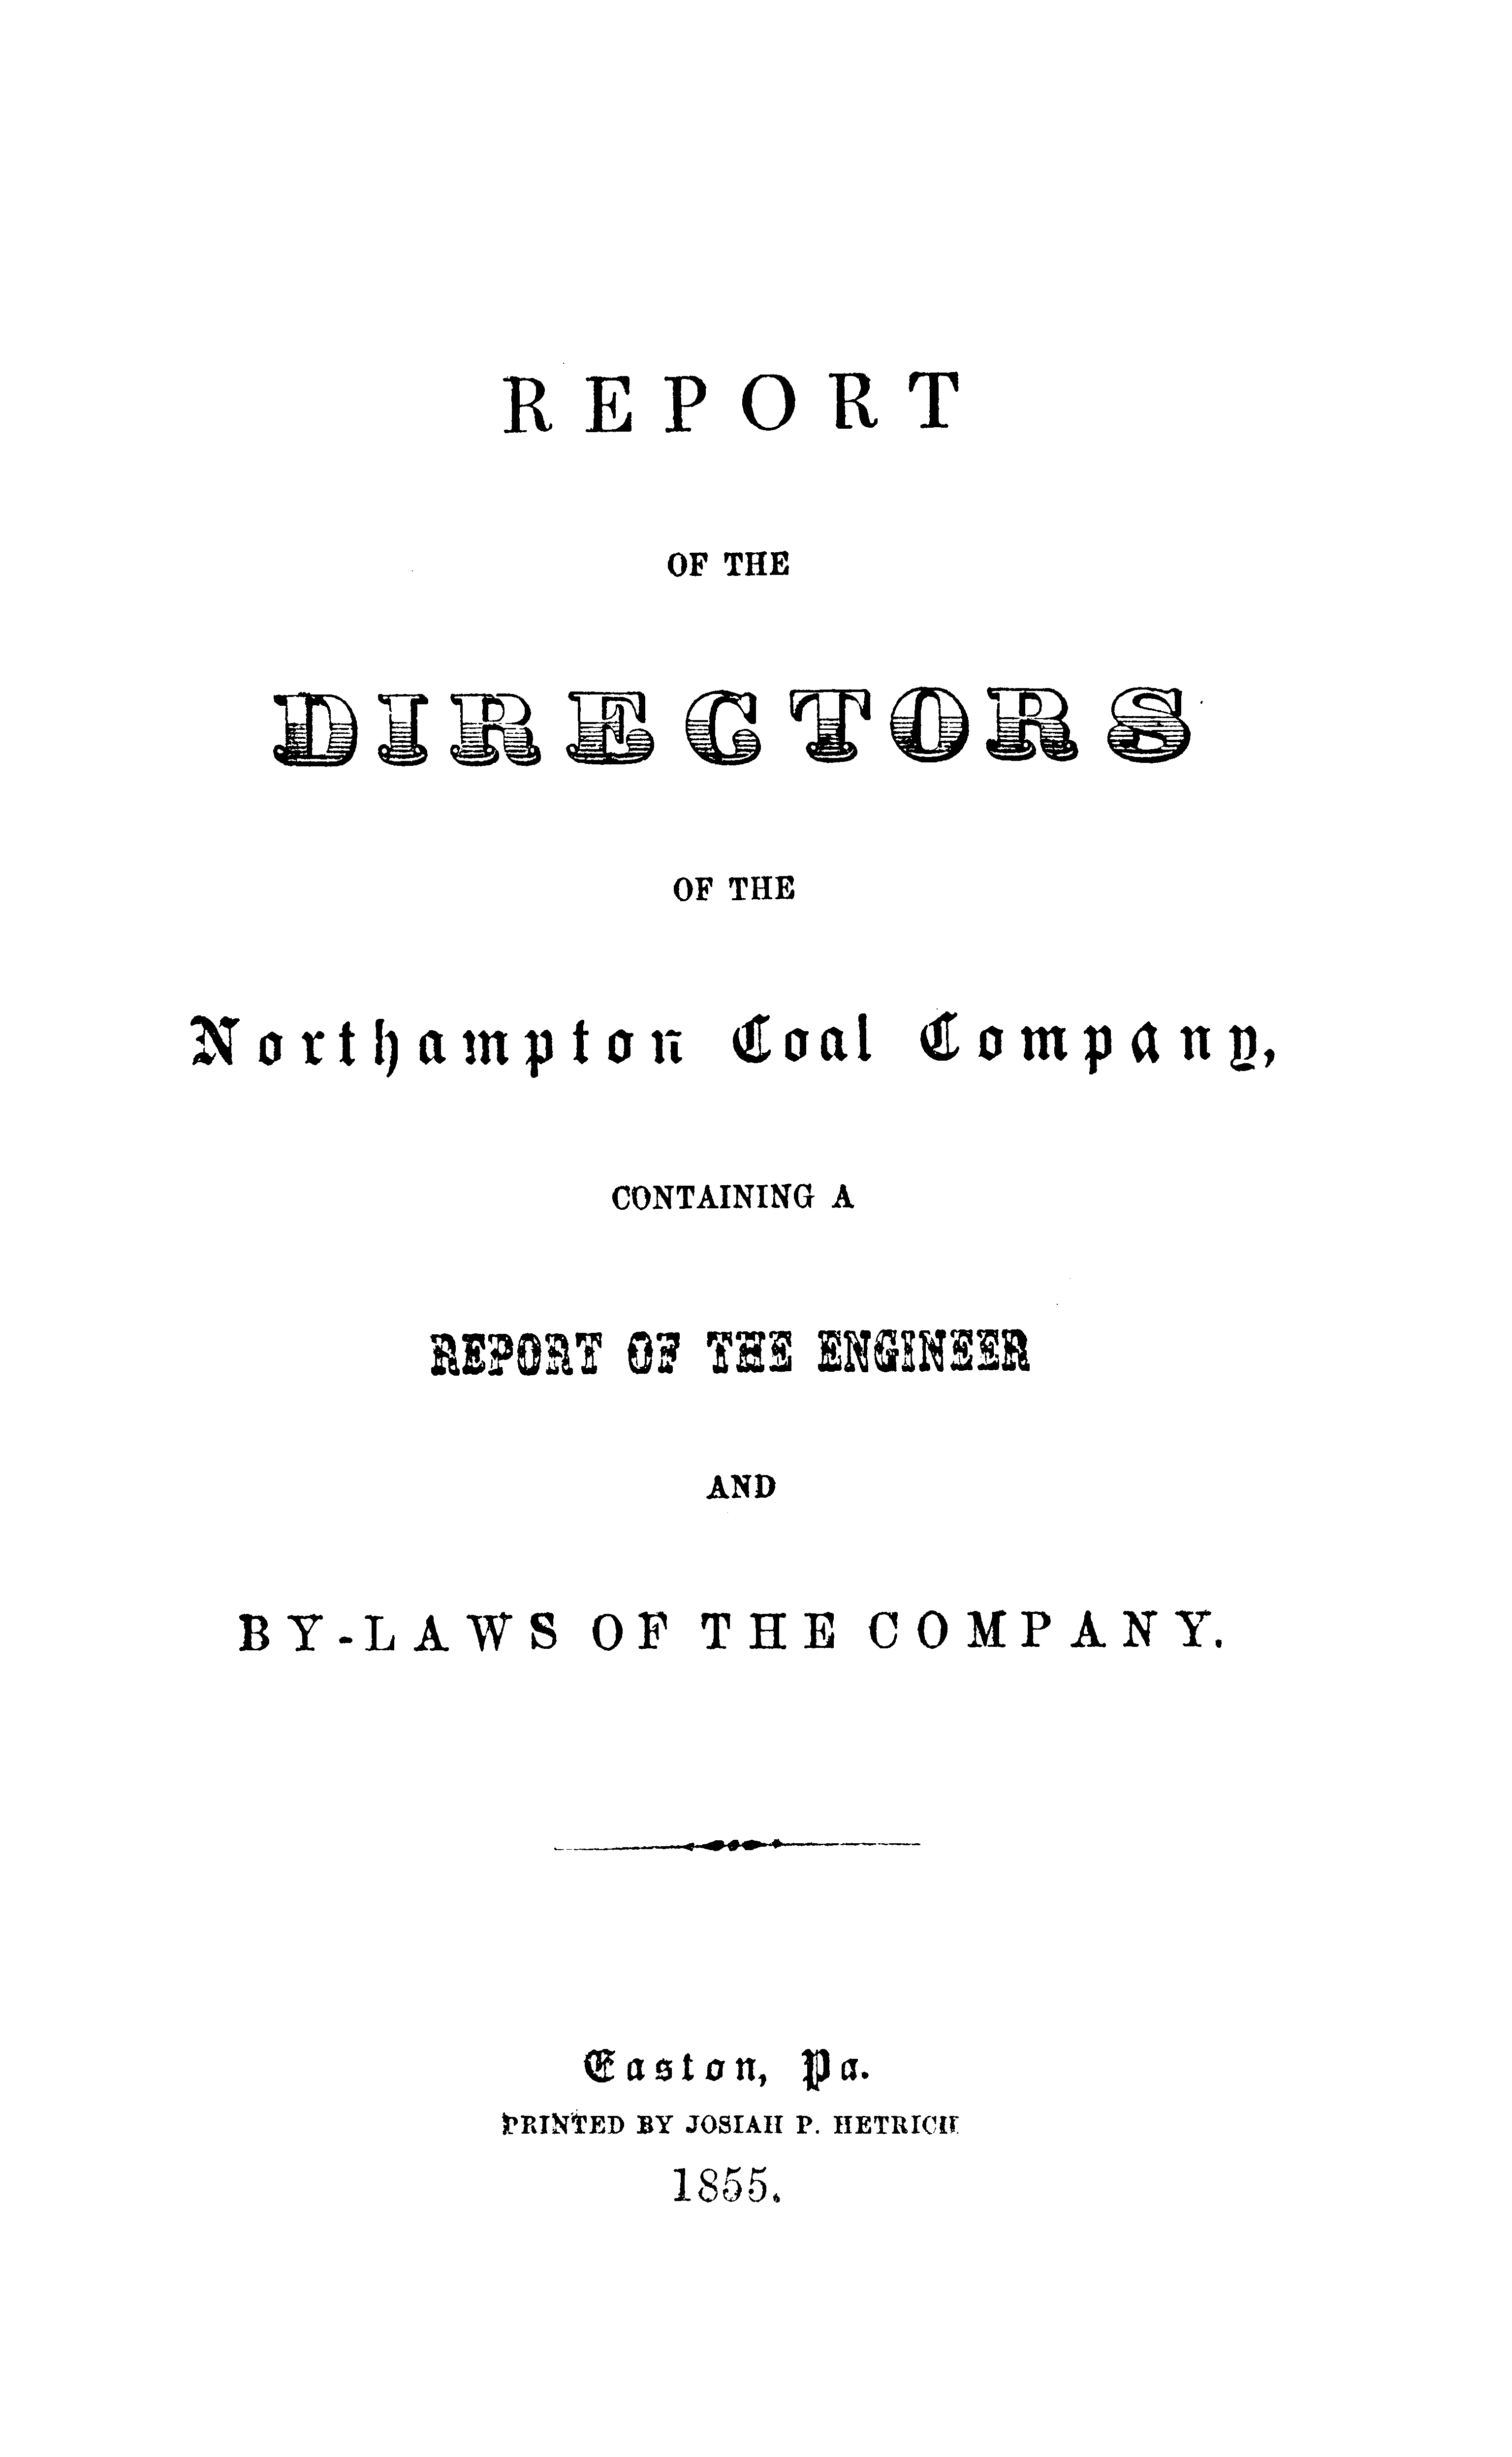 REPORT
OF THE
DIRECTORS
OF THE
Northampton Coal Company,
CONTAINING A
REPORT OF THE ENGINEER
AND
BY-LAWS OF THE COMPANY.
Easton, Pa.
PRINTED BY JOSIAH P. HETRICH.
1855.